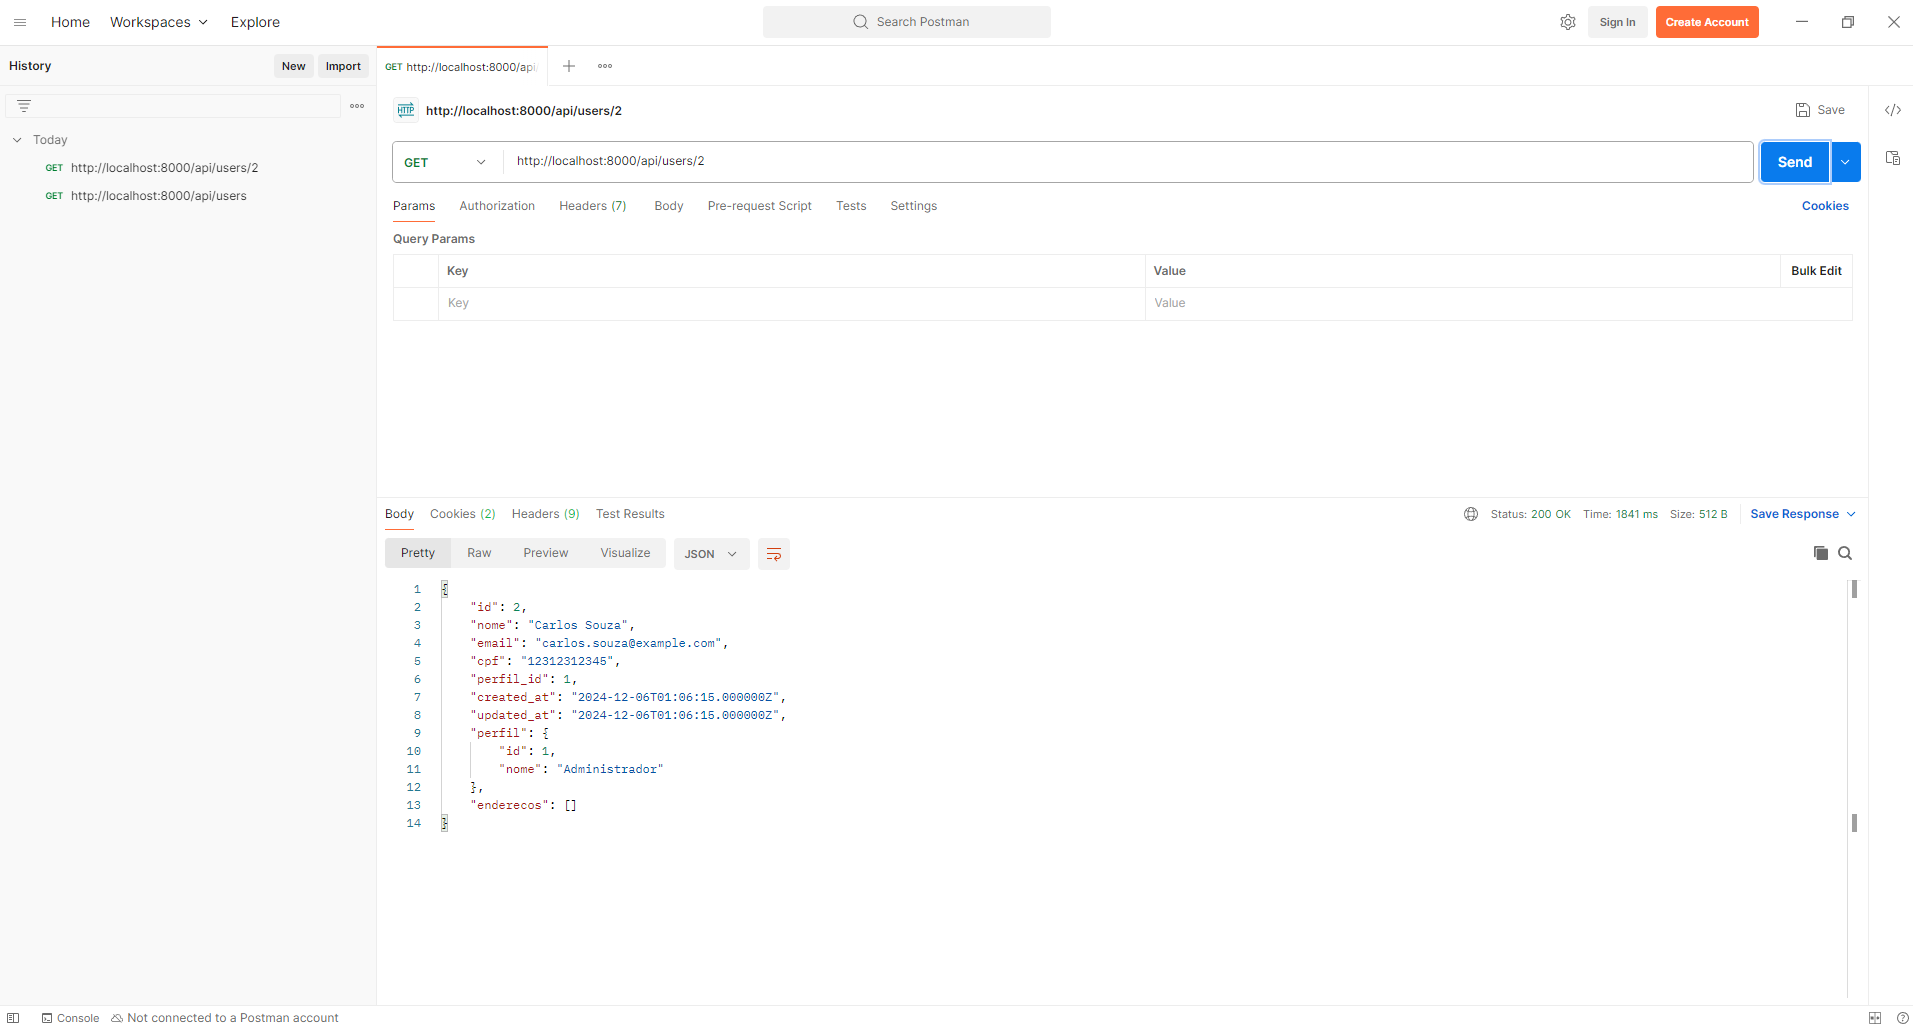 Home Workspaces Explore Search Postman Sign In Create Account
History New Import GET http://localhost:8000/api/
Today
GET http://localhost:8000/api/users/2
GET http://localhost:8000/api/users
HTTP http://localhost:8000/api/users/2 Save
GET http://localhost:8000/api/users/2 Send
Params Authorization Headers (7) Body Pre-request Script Tests Settings Cookies
Query Params
Key Value Bulk Edit
Key Value
Body Cookies (2) Headers (9) Test Results Status: 200 OK Time: 1841 ms Size: 512 B Save Response
Pretty Raw Preview Visualize JSON
1 {
2 "id": 2,
3 "nome": "Carlos Souza",
4 "email": "carlos.souza@example.com",
5 "cpf": "12312312345",
6 "perfil_id": 1,
7 "created_at": "2024-12-06T01:06:15.000000Z",
8 "updated_at": "2024-12-06T01:06:15.000000Z",
9 "perfil": {
10 "id": 1,
11 "nome": "Administrador"
12 },
13 "enderecos": []
14 }
Console Not connected to a Postman account